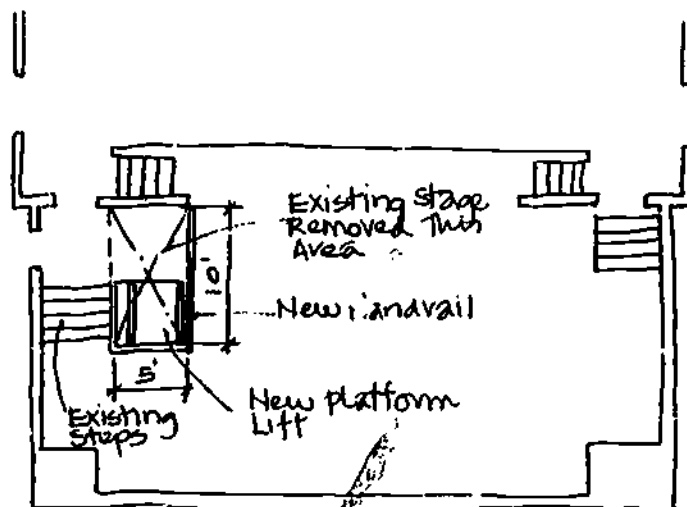 Existing Stage
Removed This
Area
10'
New handrail
5'
New platform
Lift
Existing
Steps